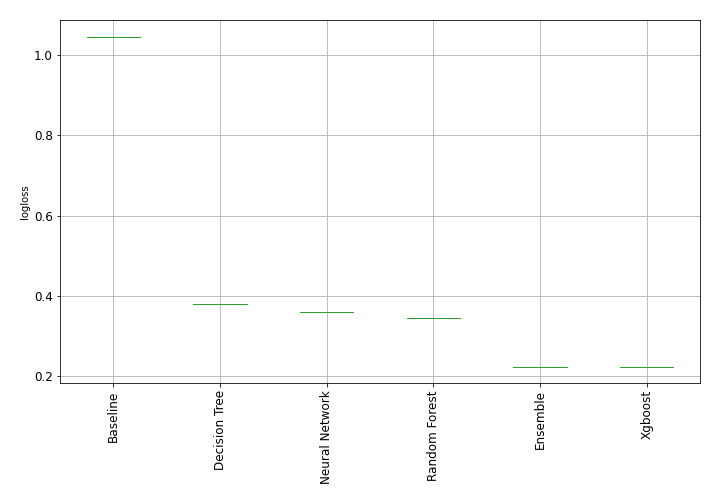 1.0
0.8
0.6
0.4
0.2
logloss
Baseline
Decision Tree
Neural Network
Random Forest
Ensemble
Xgboost